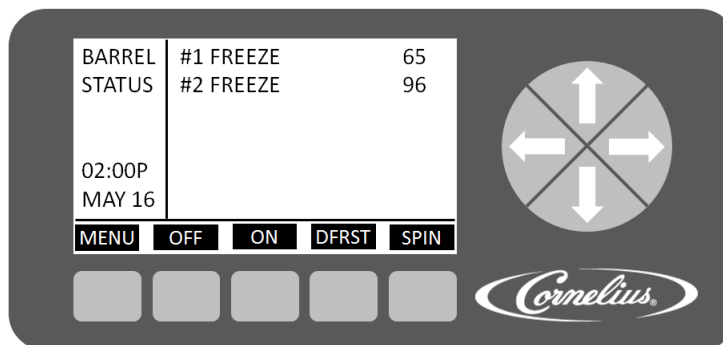 BARREL #1 FREEZE 65
STATUS #2 FREEZE 96
02:00P
MAY 16
MENU OFF ON DFRST SPIN
Cornelius®